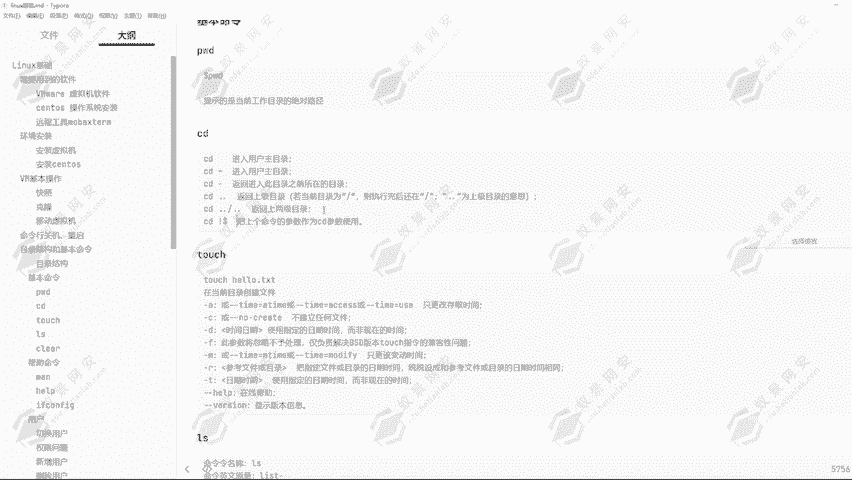 linux基础.md - Typora
文件(F) 编辑(E) 段落(P) 格式(O) 视图(V) 主题(T) 帮助(H)
文件 大纲
Linux基础
需要用到的软件
VMware 虚拟机软件
centos 操作系统安装
远程工具mobaxterm
环境安装
安装虚拟机
安装centos
VM基本操作
快照
克隆
移动虚拟机
命令行关机、重启
目录结构和基本命令
目录结构
基本命令
pwd
cd
touch
ls
clear
帮助命令
man
help
ifconfig
用户
切换用户
权限问题
新增用户
删除用户
基本命令
pwd
$pwd
显示的是当前工作目录的绝对路径
cd
cd 进入用户主目录;
cd ~ 进入用户主目录;
cd - 返回进入此目录之前所在的目录;
cd .. 返回上级目录(若当前目录为"/",则执行完后还在"/";".."为上级目录的意思);
cd ../.. 返回上两级目录;
cd !$ 把上个命令的参数作为cd参数使用。
touch
touch hello.txt
在当前目录创建文件
-a: 或--time=atime或--time=access或--time=use 只更改存取时间;
-c: 或--no-create 不建立任何文件;
-d: <时间日期> 使用指定的日期时间,而非现在的时间;
-f: 此参数将忽略不予处理,仅负责解决BSD版本touch指令的兼容性问题;
-m: 或--time=mtime或--time=modify 只更该变动时间;
-r: <参考文件或目录> 把指定文件或目录的日期时间,统统设成和参考文件或目录的日期时间相同;
-t: <日期时间> 使用指定的日期时间,而非现在的时间;
--help: 在线帮助;
--version: 显示版本信息。
ls
命令名称: ls
命令英文原意: list-
5756
蚁景网安